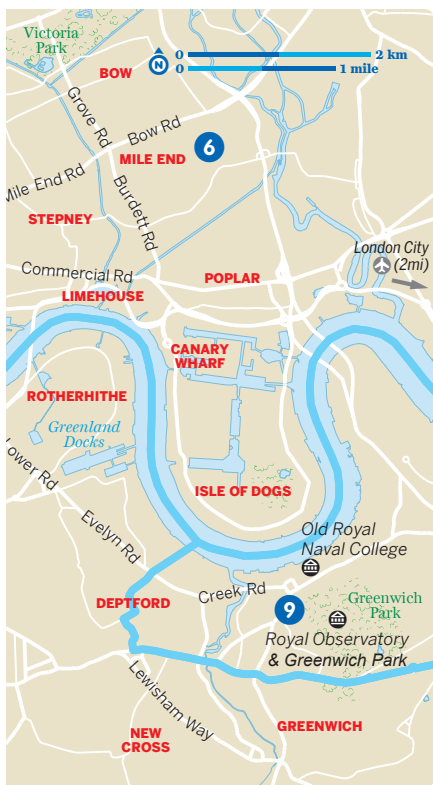 Victoria
Park
BOW
N
0
2 km
0
1 mile
Grove Rd
Bow Rd
6
MILE END
Mile End Rd
Burdett Rd
STEPNEY
London City
(2mi)
Commercial Rd
POPLAR
LIMEHOUSE
CANARY
WHARF
ROTHERHITHE
Greenland
Docks
Lower Rd
ISLE OF DOGS
Evelyn Rd
Old Royal
Naval College
Creek Rd
DEPTFORD
9
Greenwich
Park
Royal Observatory
& Greenwich Park
Lewisham Way
NEW
CROSS
GREENWICH